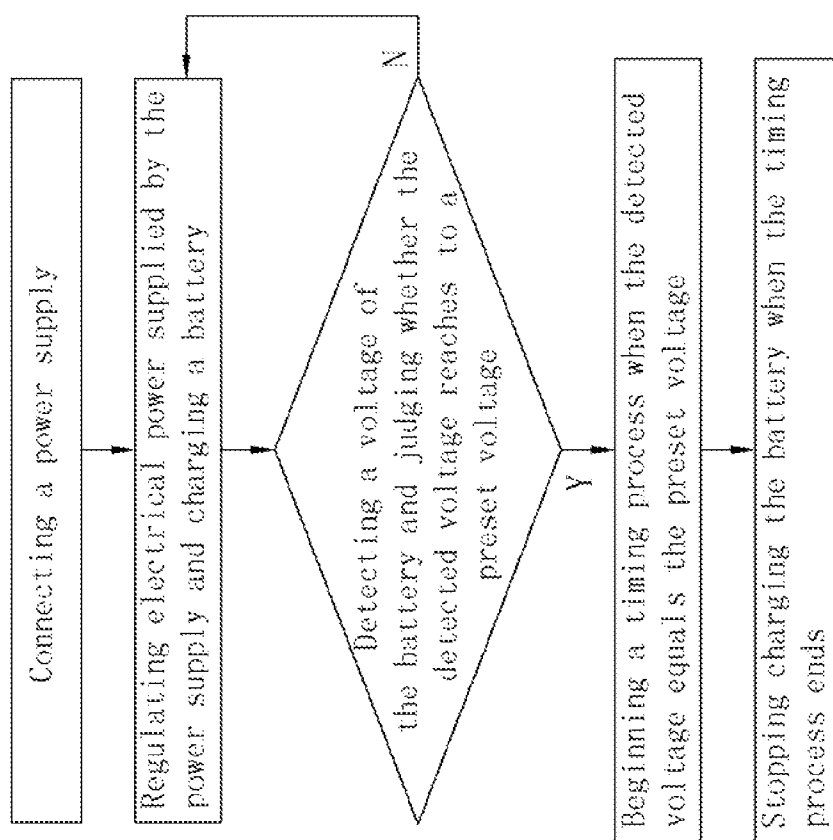 Connecting a power supply
Regulating electrical power supplied by the
power supply and charging a battery
Detecting a voltage of
the battery and judging whether the
detected voltage reaches to a
preset voltage
N
Y
Beginning a timing process when the detected
voltage equals the preset voltage
Stopping charging the battery when the timing
process ends